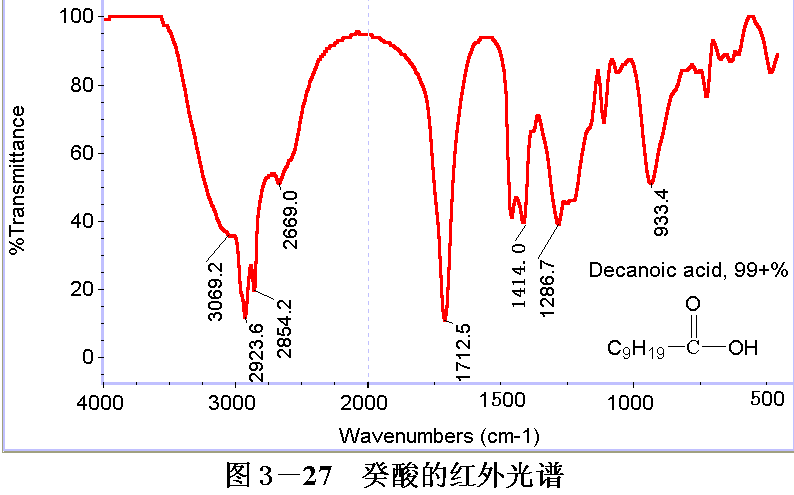 100
80
60
40
20
0
%Transmittance
3069.2
2923.6
2854.2
2669.0
1712.5
1414.0
1286.7
933.4
Decanoic acid, 99+%
O
C9H19 C OH
4000 3000 2000 1500 1000 500
Wavenumbers (cm-1)
图 3－27 癸酸的红外光谱